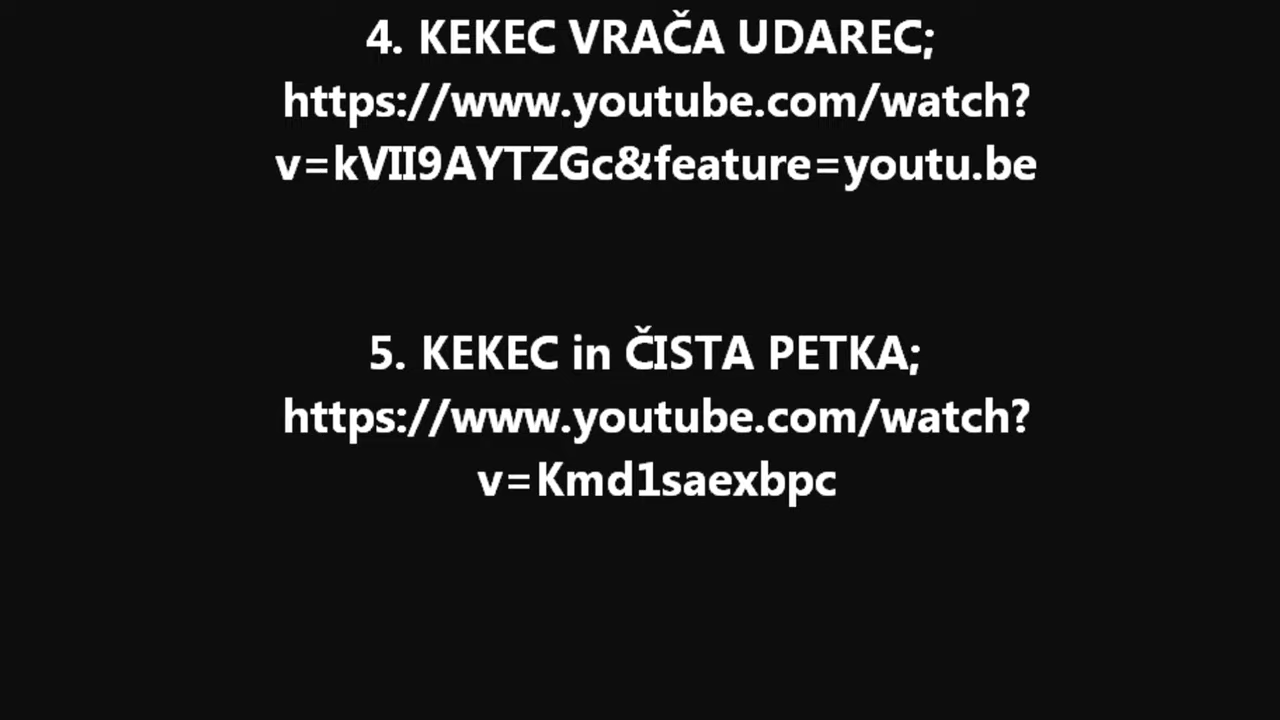 4. KEKEC VRAČA UDAREC;
https://www.youtube.com/watch?
v=kVII9AYTZGc&feature=youtu.be
5. KEKEC in ČISTA PETKA;
https://www.youtube.com/watch?
v=Kmd1saexbpc